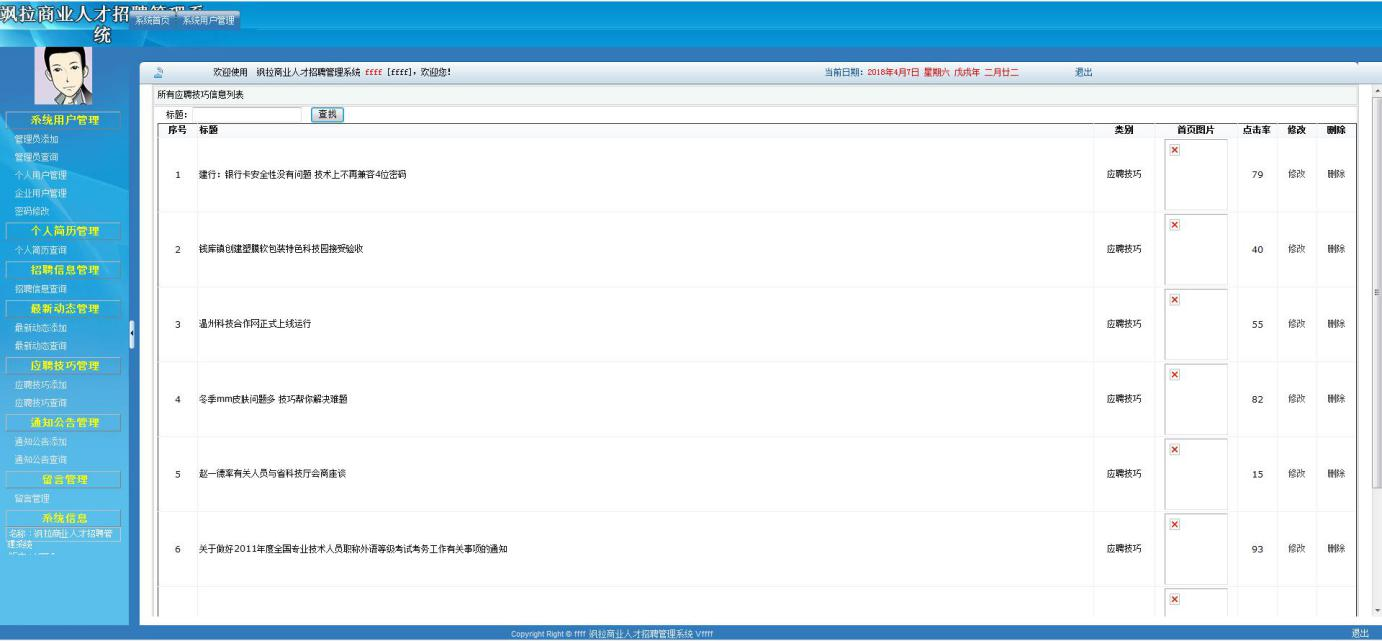 飒拉商业人才招聘管理系
统
系统首页 系统用户管理
欢迎使用 飒拉商业人才招聘管理系统 ffff [ffff]，欢迎您!
当前日期: 2018年4月7日 星期六 戊戌年 二月廿二
退出
系统用户管理
管理员添加
管理员查询
个人用户管理
企业用户管理
密码修改
个人简历管理
个人简历查询
招聘信息管理
招聘信息查询
最新动态管理
最新动态添加
最新动态查询
应聘技巧管理
应聘技巧添加
应聘技巧查询
通知公告管理
通知公告添加
通知公告查询
留言管理
留言管理
系统信息
名称：飒拉商业人才招聘管
理系统
所有应聘技巧信息列表
标题: 查找
序号 标题 类别 首页图片 点击率 修改 删除
1 建行: 银行卡安全性没有问题 技术上不再兼容4位密码 应聘技巧 79 修改 删除
2 钱库镇创建塑膜软包装特色科技园接受验收 应聘技巧 40 修改 删除
3 温州科技合作网正式上线运行 应聘技巧 55 修改 删除
4 冬季mm皮肤问题多 技巧帮你解决难题 应聘技巧 82 修改 删除
5 赵一德率有关人员与省科技厅会商座谈 应聘技巧 15 修改 删除
6 关于做好2011年度全国专业技术人员职称外语等级考试考务工作有关事项的通知 应聘技巧 93 修改 删除
Copyright Right © ffff 飒拉商业人才招聘管理系统 Vffff
退出